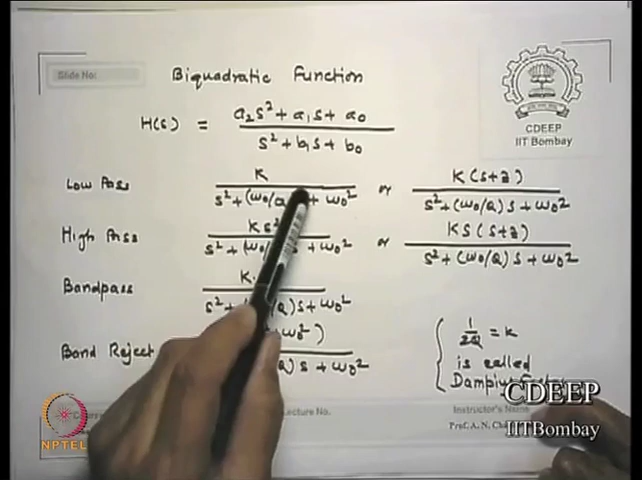 Slide No:
Biquadratic Function
H(s) = a₂s² + a₁s + a₀ / s² + b₁s + b₀
Low Pass K / s² + (ω₀/Q + ω₀² or K(s+z) / s² + (ω₀/Q)s + ω₀²
High Pass Ks² / s² + (ω₀/ s + ω₀² or Ks(s+z) / s² + (ω₀/Q)s + ω₀²
Bandpass K / s² + /Q)s + ω₀²
Band Reject + ω₀²) / Q)s + ω₀²
1/2Q = k
is called
Damping
CDEEP
IIT Bombay
CDEEP
IITBombay
NPTEL
Lecture No.
Instructor's Name
Prof. A. N.